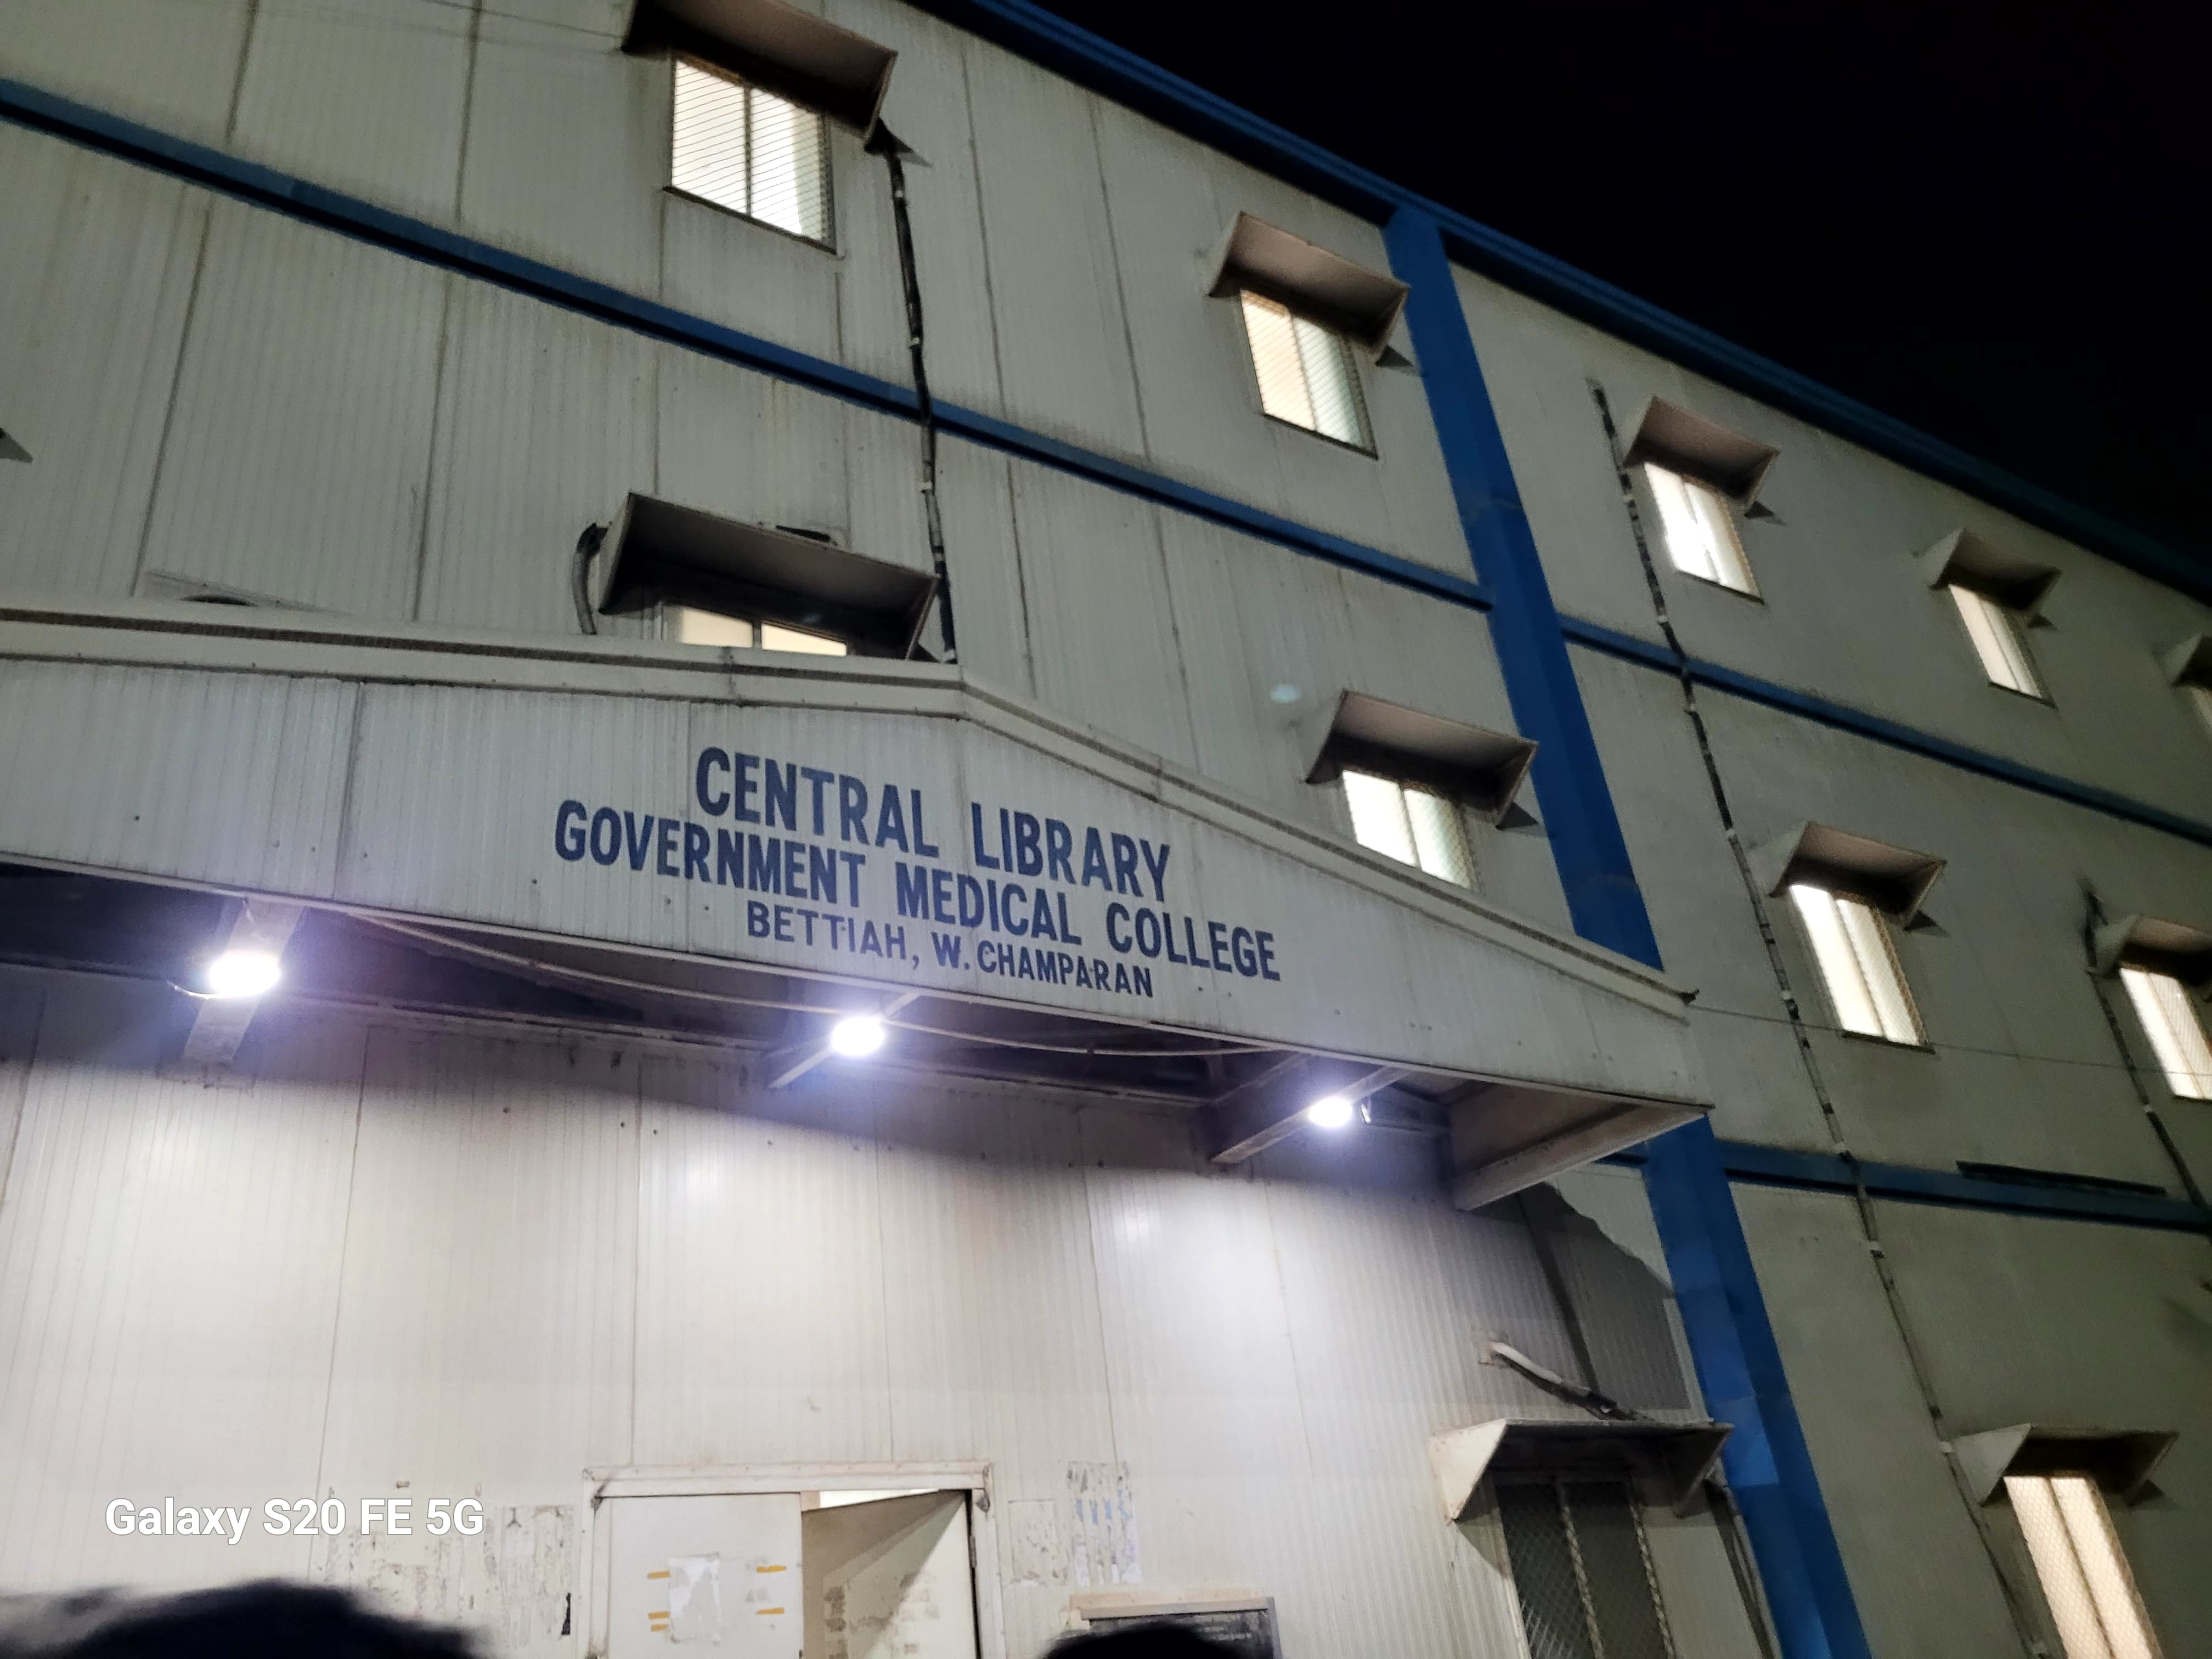 CENTRAL LIBRARY
GOVERNMENT MEDICAL COLLEGE
BETTIAH, W. CHAMPARAN
Galaxy S20 FE 5G